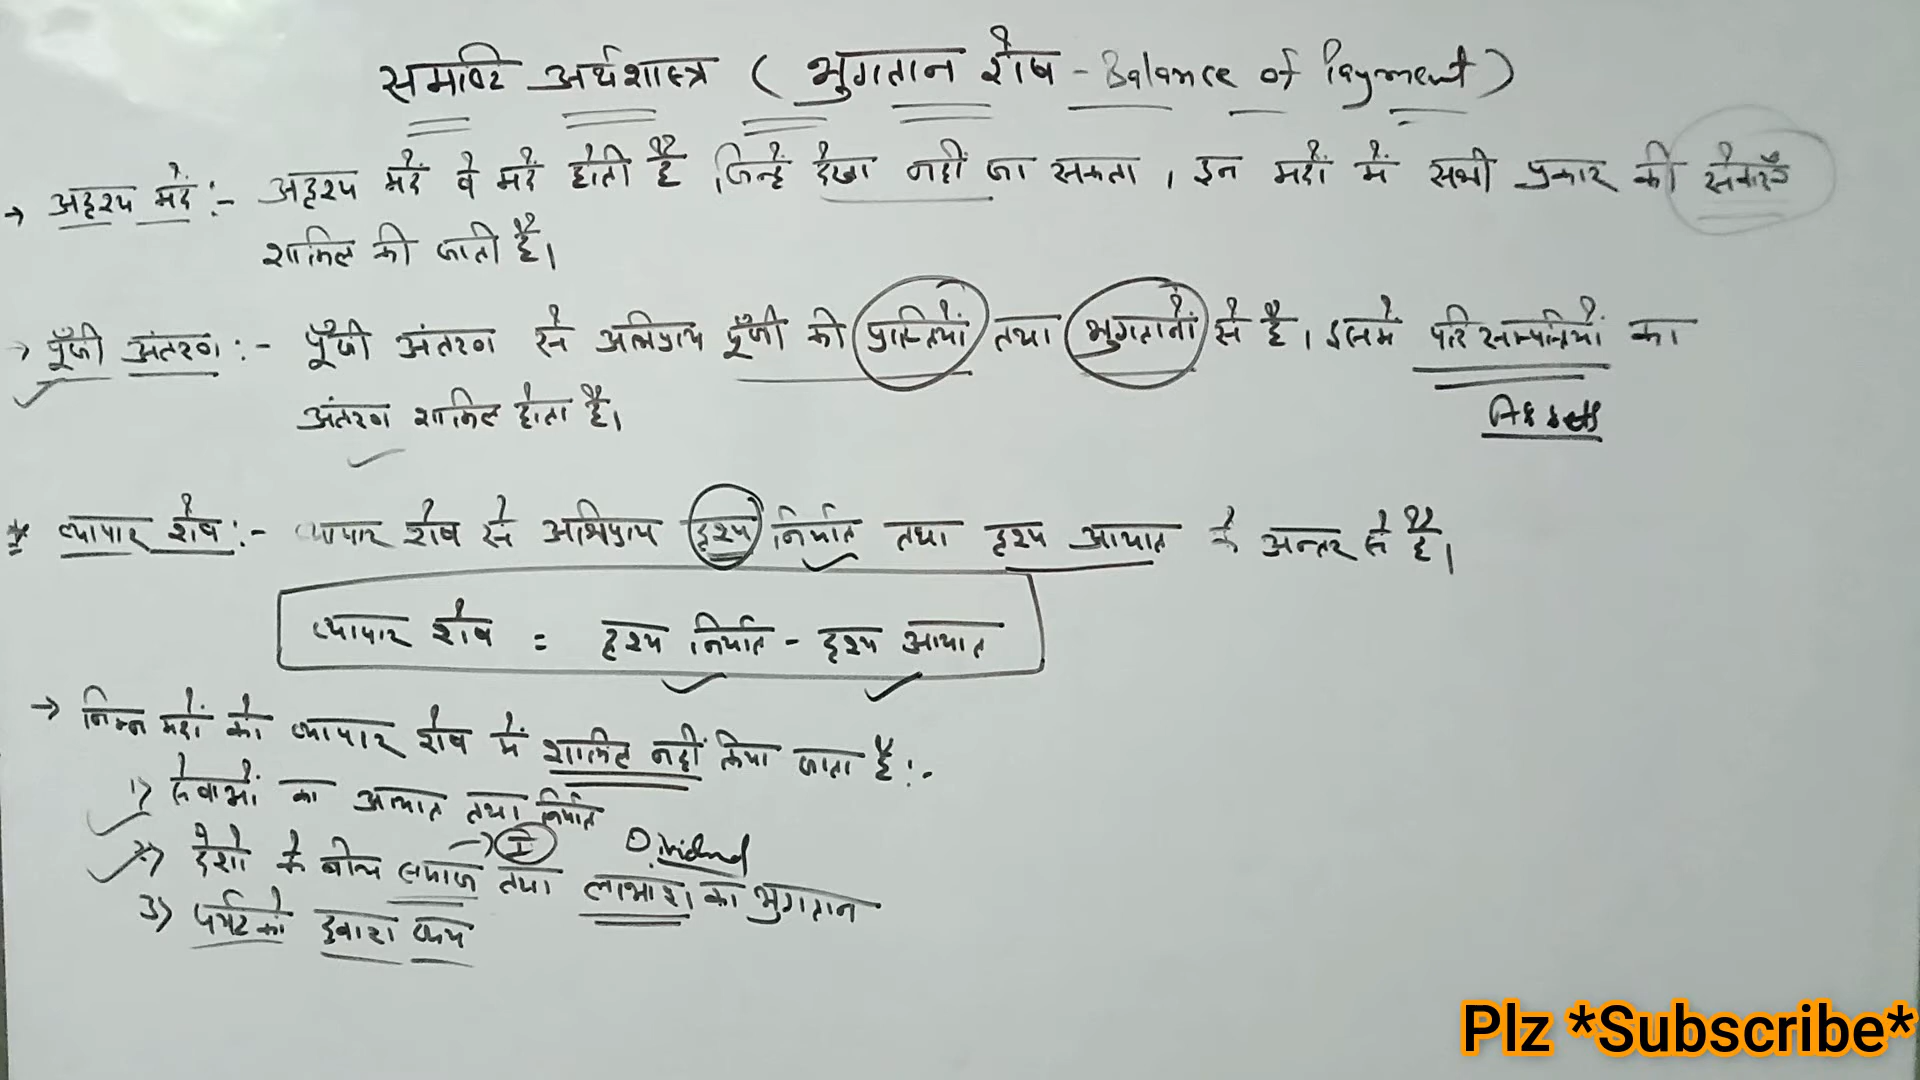 समष्टि अर्थशास्त्र ( भुगतान शेष - Balance of Payment )
→ अदृश्य मदें :- अदृश्य मदें वे मदें होती हैं जिन्हें देखा नहीं जा सकता, इन मदों में सभी प्रकार की सेवाएँ
शामिल की जाती हैं।
→ पूँजी अंतरण :- पूँजी अंतरण से अभिप्राय पूँजी की प्राप्तियों तथा भुगतानों से है। इसमें परिसम्पत्तियों का
Assets
अंतरण शामिल होता है।
* व्यापार शेष :- व्यापार शेष से अभिप्राय दृश्य निर्यात तथा दृश्य आयात के अन्तर से है।
व्यापार शेष = दृश्य निर्यात - दृश्य आयात
→ निम्न मदों को व्यापार शेष में शामिल नहीं किया जाता है :-
1) सेवाओं का आयात तथा निर्यात
→ I Dividend
2) देशों के बीच ब्याज तथा लाभांश का भुगतान
3) पर्यटकों द्वारा व्यय
Plz *Subscribe*